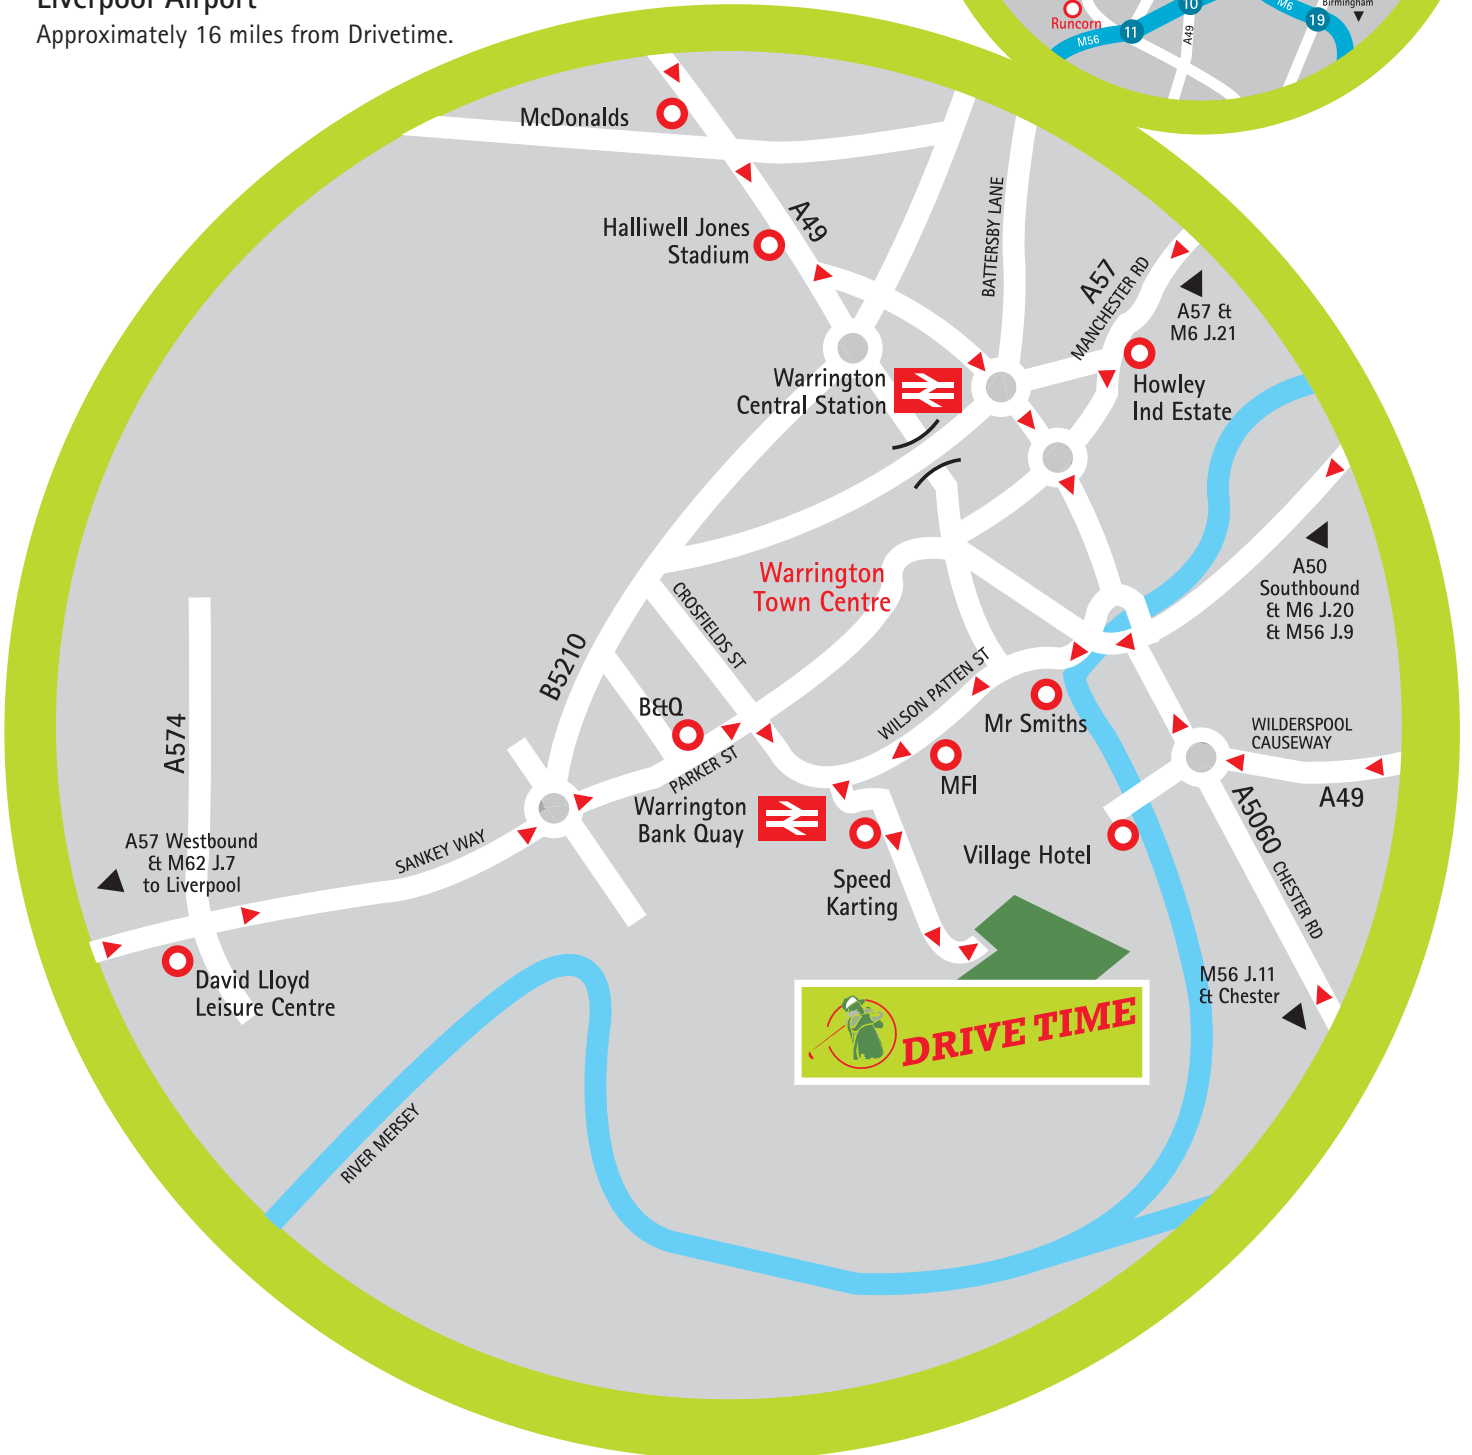 Liverpool Airport
Approximately 16 miles from Drivetime.
Birmingham
10
M6
19
Runcorn
M56
11
A49
McDonalds
A49
Halliwell Jones
Stadium
BATTERSBY LANE
A57
MANCHESTER RD
A57 &
M6 J.21
Warrington
Central Station
Howley
Ind Estate
A50
Southbound
& M6 J.20
& M56 J.9
Warrington
Town Centre
CROSFIELDS ST
B5210
WILSON PATTEN ST
A574
B&Q
Mr Smiths
WILDERSPOOL
CAUSEWAY
PARKER ST
MFI
A49
Warrington
Bank Quay
A5060
CHESTER RD
A57 Westbound
& M62 J.7
to Liverpool
SANKEY WAY
Village Hotel
Speed
Karting
David Lloyd
Leisure Centre
M56 J.11
& Chester
DRIVE TIME
RIVER MERSEY